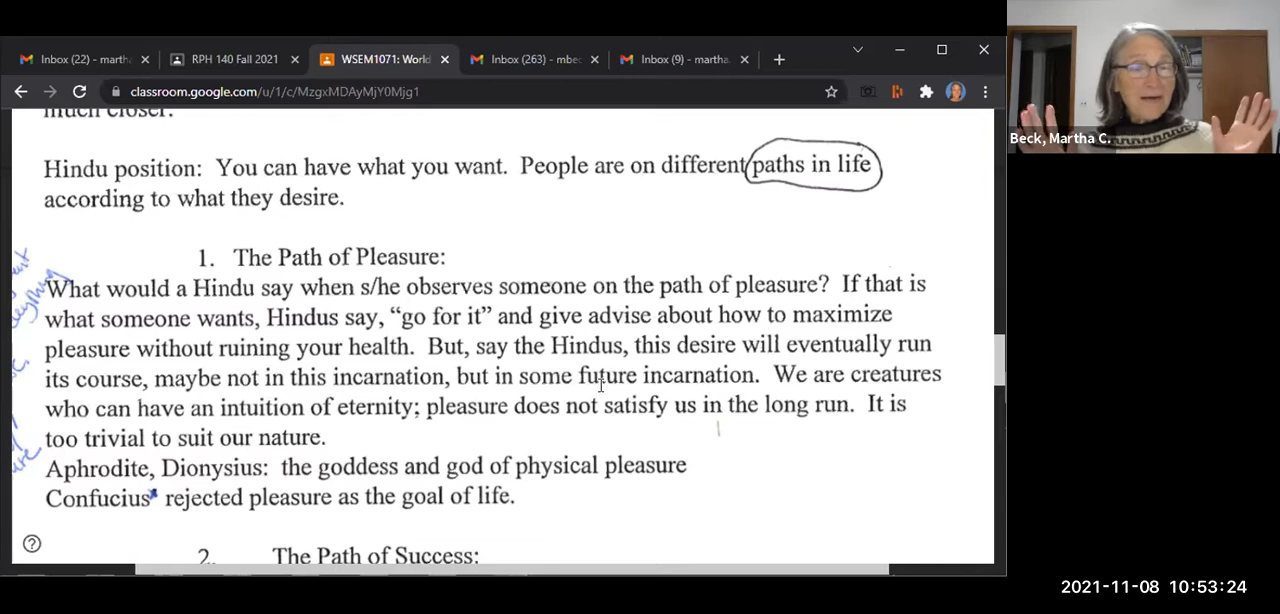 Inbox (22) - marth
RPH 140 Fall 2021
WSEM1071: World
Inbox (263) - mbec
Inbox (9) - martha.
classroom.google.com/u/1/c/MzgxMDAyMjY0Mjg1
Beck, Martha C.
much closer.
Hindu position: You can have what you want. People are on different paths in life
according to what they desire.
1. The Path of Pleasure:
What would a Hindu say when s/he observes someone on the path of pleasure? If that is
what someone wants, Hindus say, “go for it” and give advise about how to maximize
pleasure without ruining your health. But, say the Hindus, this desire will eventually run
its course, maybe not in this incarnation, but in some future incarnation. We are creatures
who can have an intuition of eternity; pleasure does not satisfy us in the long run. It is
too trivial to suit our nature.
Aphrodite, Dionysius: the goddess and god of physical pleasure
Confucius rejected pleasure as the goal of life.
2. The Path of Success:
2021-11-08 10:53:24